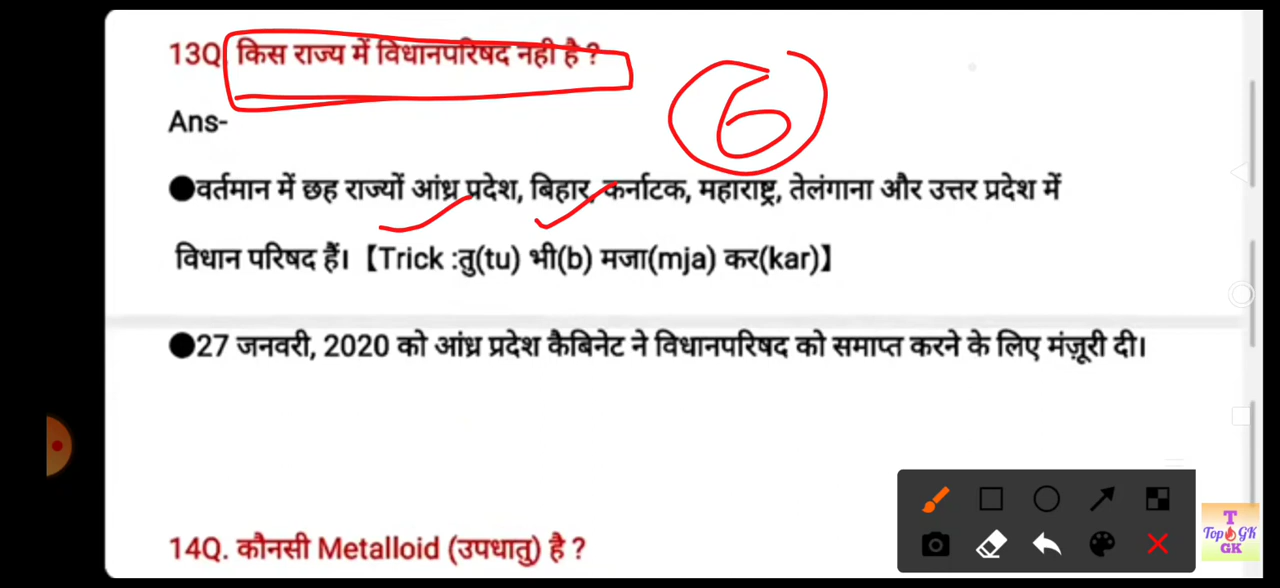 13Q किस राज्य में विधानपरिषद नही है ?
6
Ans-
●वर्तमान में छह राज्यों आंध्र प्रदेश, बिहार, कर्नाटक, महाराष्ट्र, तेलंगाना और उत्तर प्रदेश में
विधान परिषद हैं। 【Trick :तु(tu) भी(b) मजा(mja) कर(kar)】
●27 जनवरी, 2020 को आंध्र प्रदेश कैबिनेट ने विधानपरिषद को समाप्त करने के लिए मंज़ूरी दी।
14Q. कौनसी Metalloid (उपधातु) है ?
T
Top GK
GK